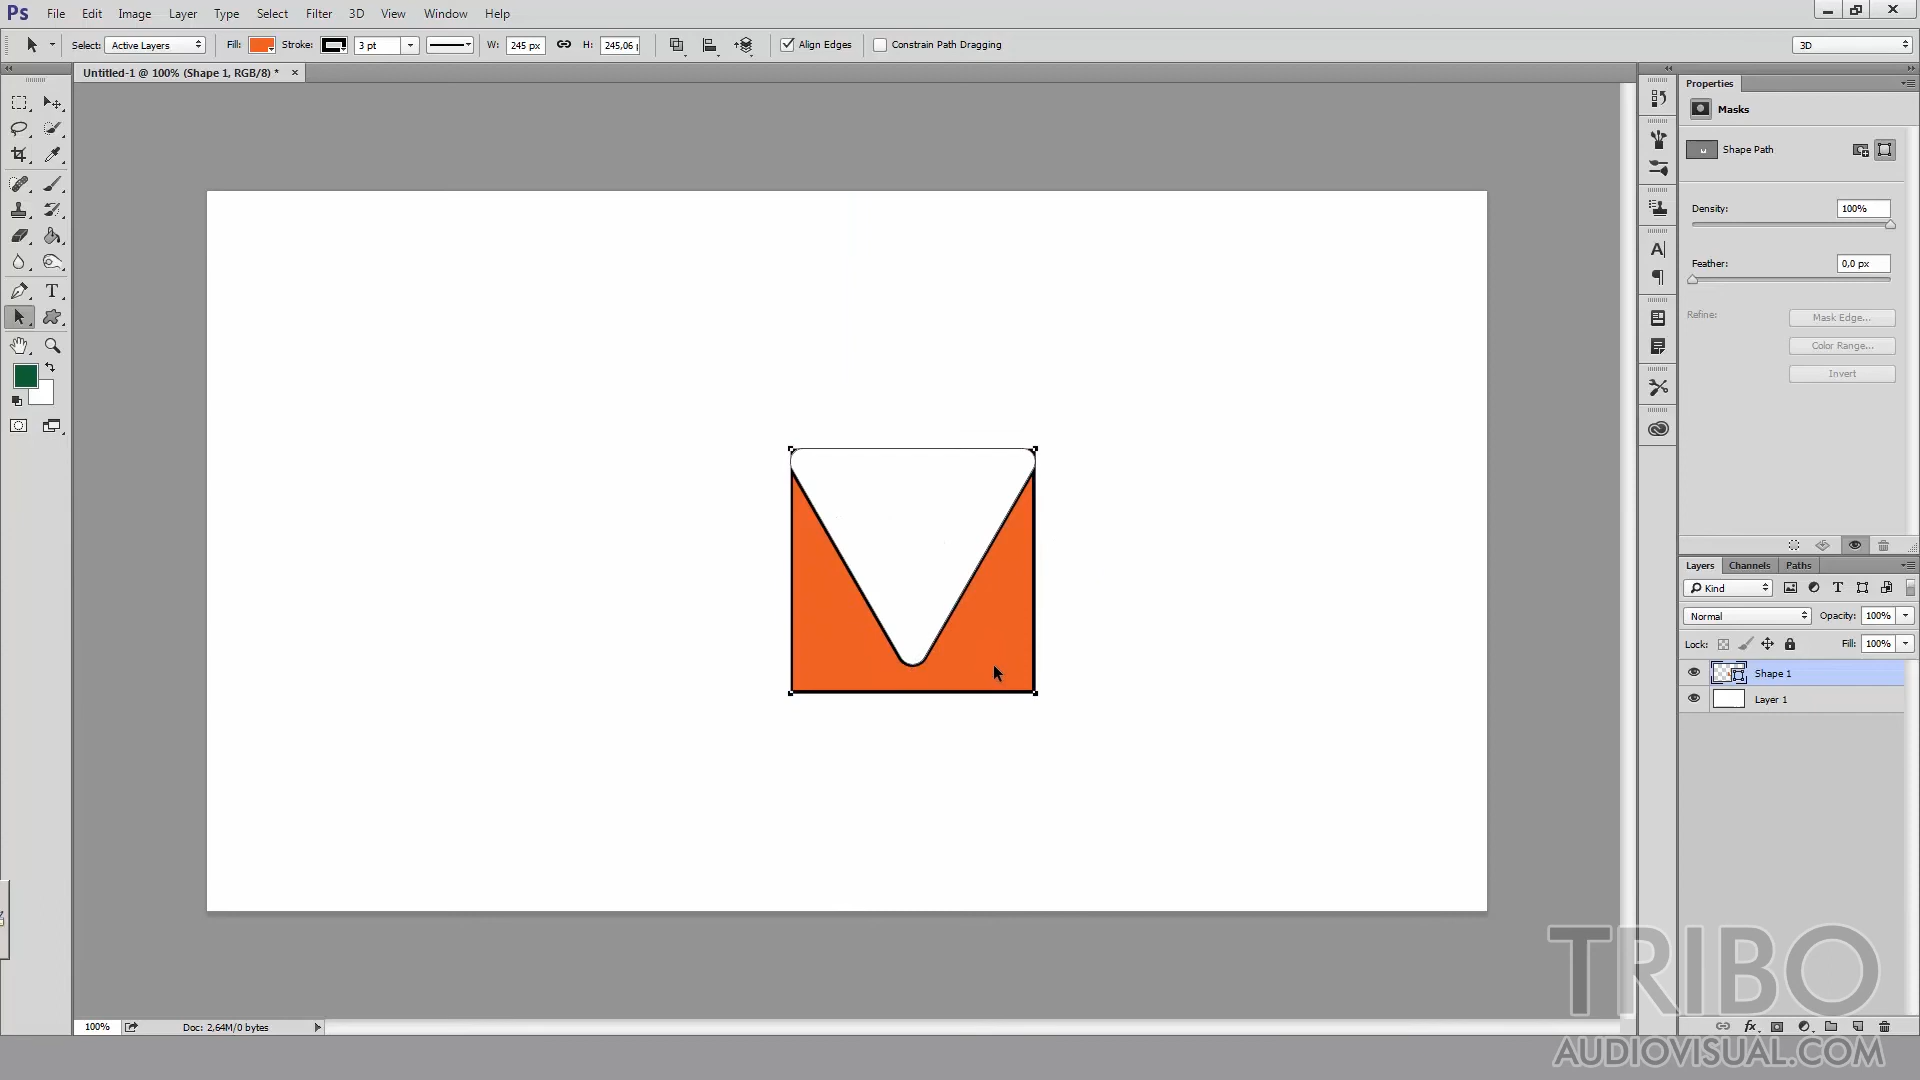 Ps File Edit Image Layer Type Select Filter 3D View Window Help
Select: Active Layers Fill: Stroke: 3 pt W: 245 px H: 245,06 Align Edges Constrain Path Dragging 3D
Untitled-1 @ 100% (Shape 1, RGB/8) * ×
Properties
Masks
Shape Path
Density: 100%
Feather: 0,0 px
Refine: Mask Edge...
Color Range...
Invert
Layers Channels Paths
Kind
Normal Opacity: 100%
Lock: Fill: 100%
Shape 1
Layer 1
100% Doc: 2,64M/0 bytes
TRIBO
AUDIOVISUAL.COM